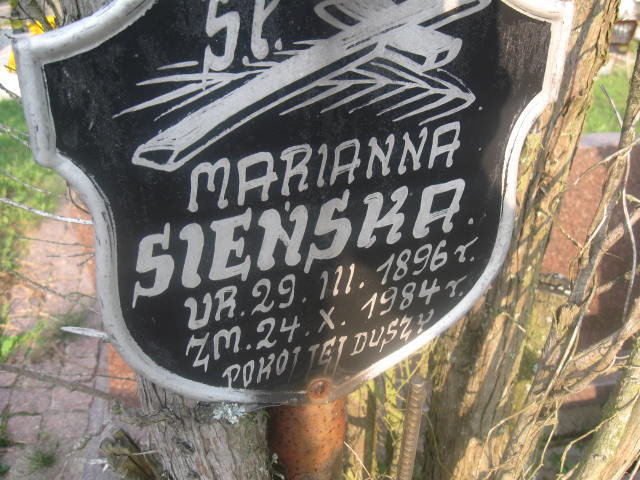 Ś.P.
MARIANNA
SIEŃSKA.
UR. 29. III. 1896 r.
ZM. 24. X. 1984 r.
POKÓJ JEJ DUSZY